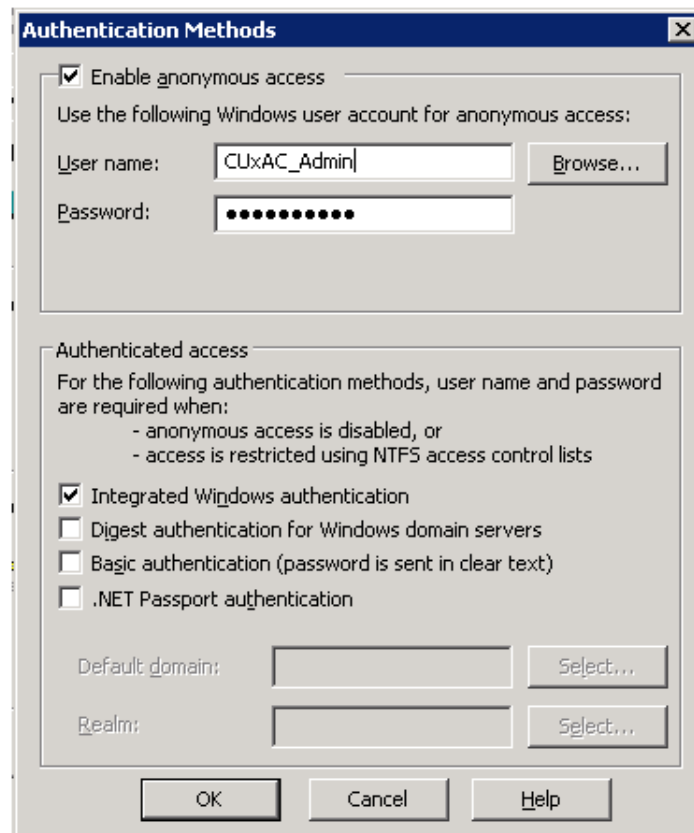 Authentication Methods
Enable anonymous access
Use the following Windows user account for anonymous access:
User name: CUxAC_Admin Browse...
Password: ●●●●●●●●●●
Authenticated access
For the following authentication methods, user name and password
are required when:
- anonymous access is disabled, or
- access is restricted using NTFS access control lists
Integrated Windows authentication
Digest authentication for Windows domain servers
Basic authentication (password is sent in clear text)
.NET Passport authentication
Default domain: Select...
Realm: Select...
OK Cancel Help